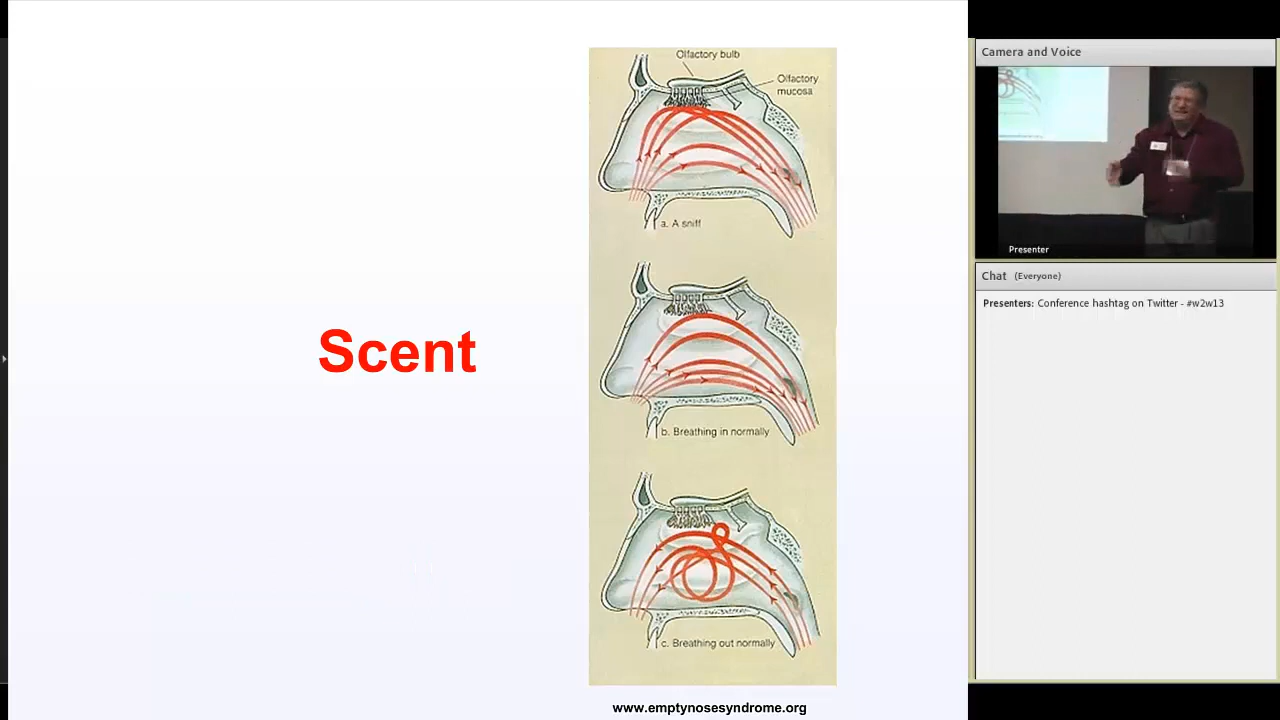 Scent
Olfactory bulb
Olfactory
mucosa
a. A sniff
b. Breathing in normally
c. Breathing out normally
www.emptynosesyndrome.org
Camera and Voice
Presenter
Chat (Everyone)
Presenters: Conference hashtag on Twitter - #w2w13